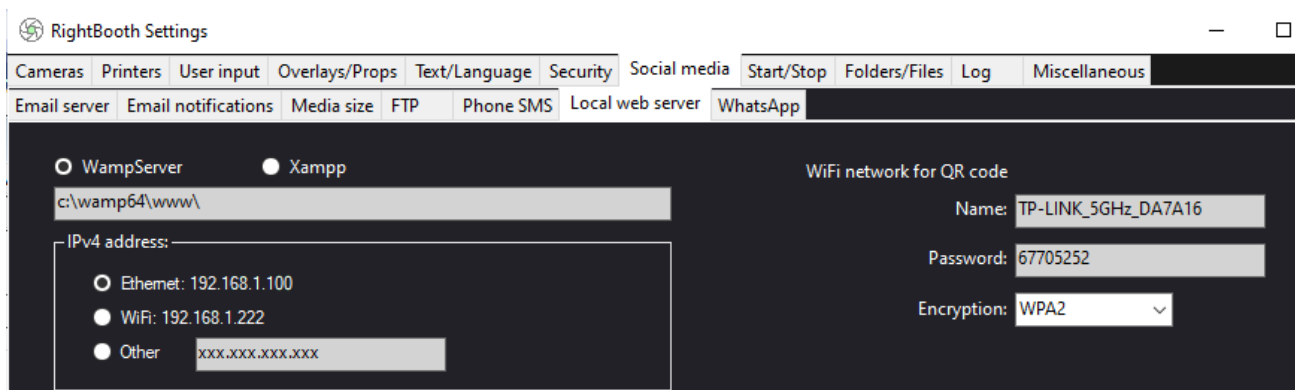 RightBooth Settings
Cameras Printers User input Overlays/Props Text/Language Security Social media Start/Stop Folders/Files Log Miscellaneous
Email server Email notifications Media size FTP Phone SMS Local web server WhatsApp
WampServer Xampp
c:\wamp64\www\
IPv4 address:
Ethernet: 192.168.1.100
WiFi: 192.168.1.222
Other xxx.xxx.xxx.xxx
WiFi network for QR code
Name: TP-LINK_5GHz_DA7A16
Password: 67705252
Encryption: WPA2